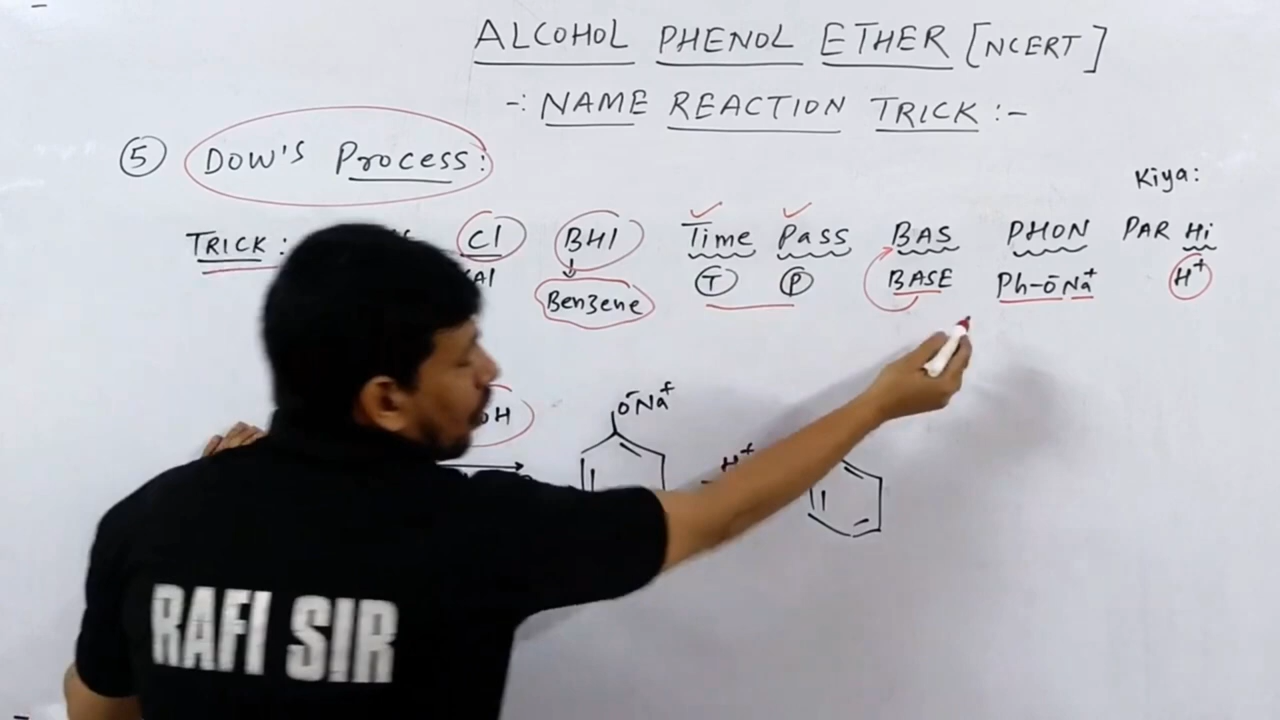 ALCOHOL PHENOL ETHER [NCERT]
-: NAME REACTION TRICK :-
⑤ DOW'S Process:
Kiya:
TRICK : Cl BHI Time Pass BAS PHON PAR Hi
Benzene T P BASE Ph-ŌNa⁺ H⁺
ŌNa⁺
OH
H⁺
RAFI SIR